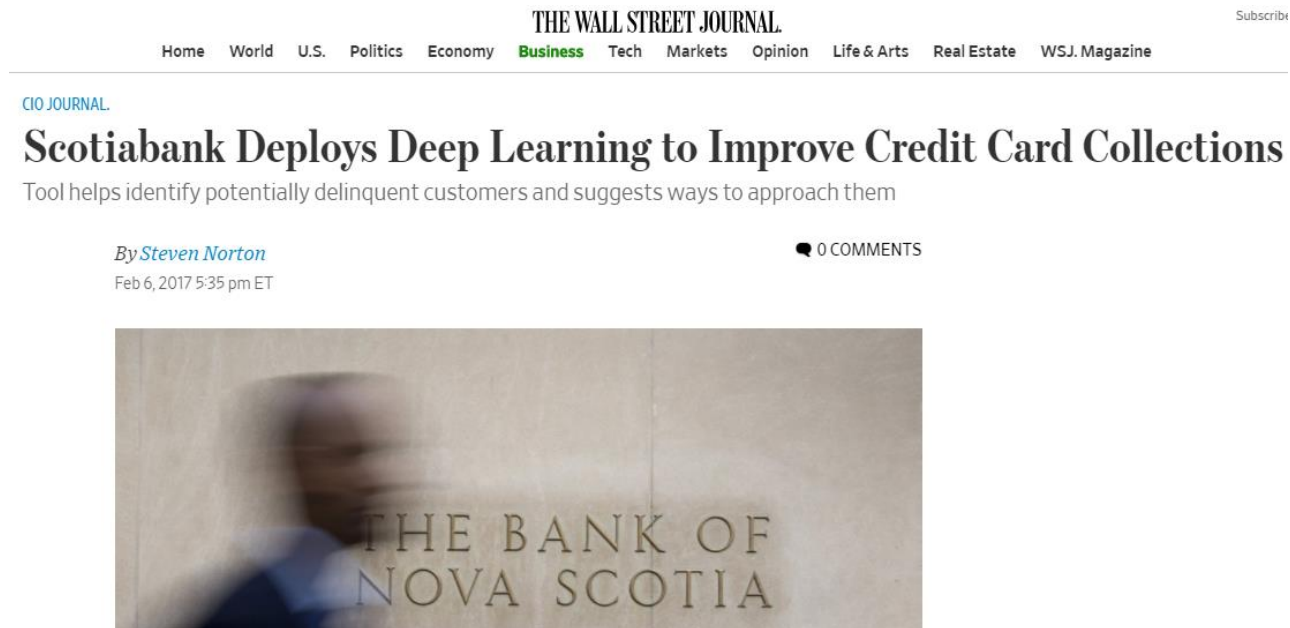 THE WALL STREET JOURNAL.
Subscribe
Home World U.S. Politics Economy Business Tech Markets Opinion Life & Arts Real Estate WSJ. Magazine
CIO JOURNAL.
Scotiabank Deploys Deep Learning to Improve Credit Card Collections
Tool helps identify potentially delinquent customers and suggests ways to approach them
By Steven Norton
0 COMMENTS
Feb 6, 2017 5:35 pm ET
THE BANK OF
NOVA SCOTIA